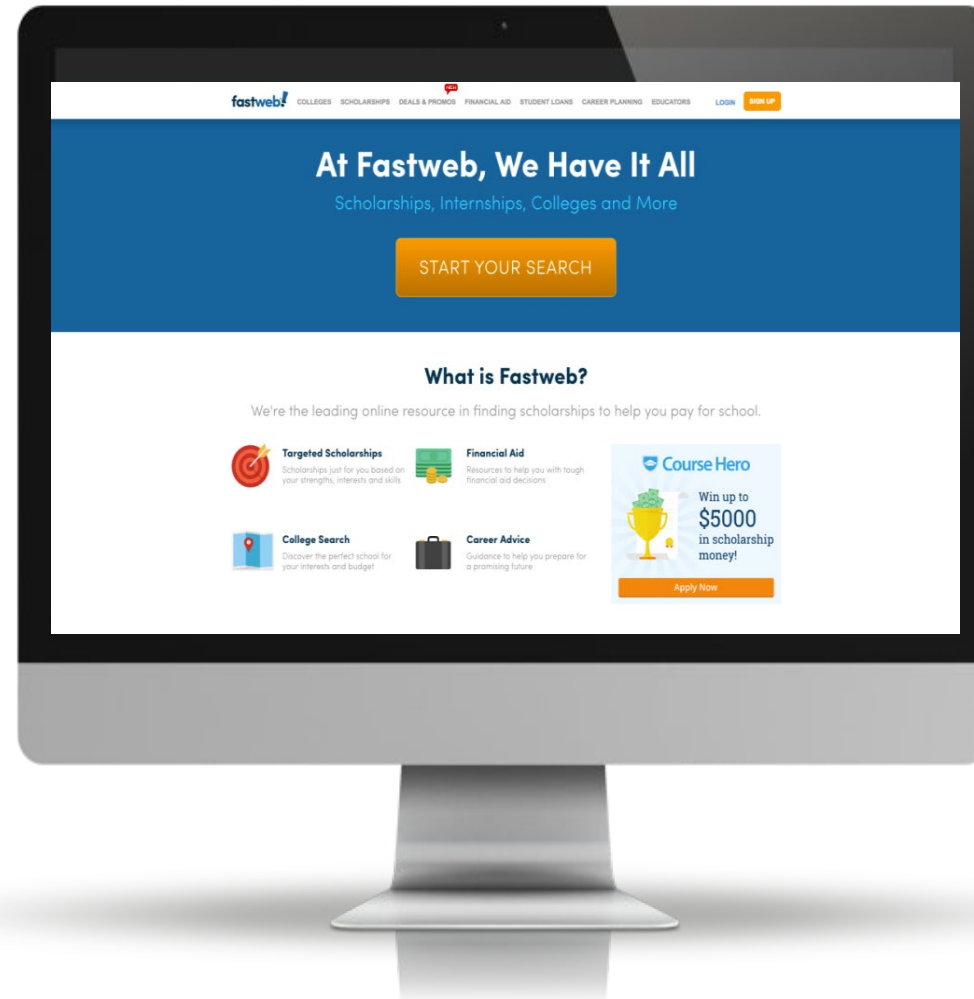 NEW
fastweb! COLLEGES SCHOLARSHIPS DEALS & PROMOS FINANCIAL AID STUDENT LOANS CAREER PLANNING EDUCATORS LOGIN SIGN UP
At Fastweb, We Have It All
Scholarships, Internships, Colleges and More
START YOUR SEARCH
What is Fastweb?
We're the leading online resource in finding scholarships to help you pay for school.
Targeted Scholarships
Scholarships just for you based on
your strengths, interests and skills
Financial Aid
Resources to help you with tough
financial aid decisions
College Search
Discover the perfect school for
your interests and budget
Career Advice
Guidance to help you prepare for
a promising future
Course Hero
Win up to
$5000
in scholarship
money!
Apply Now